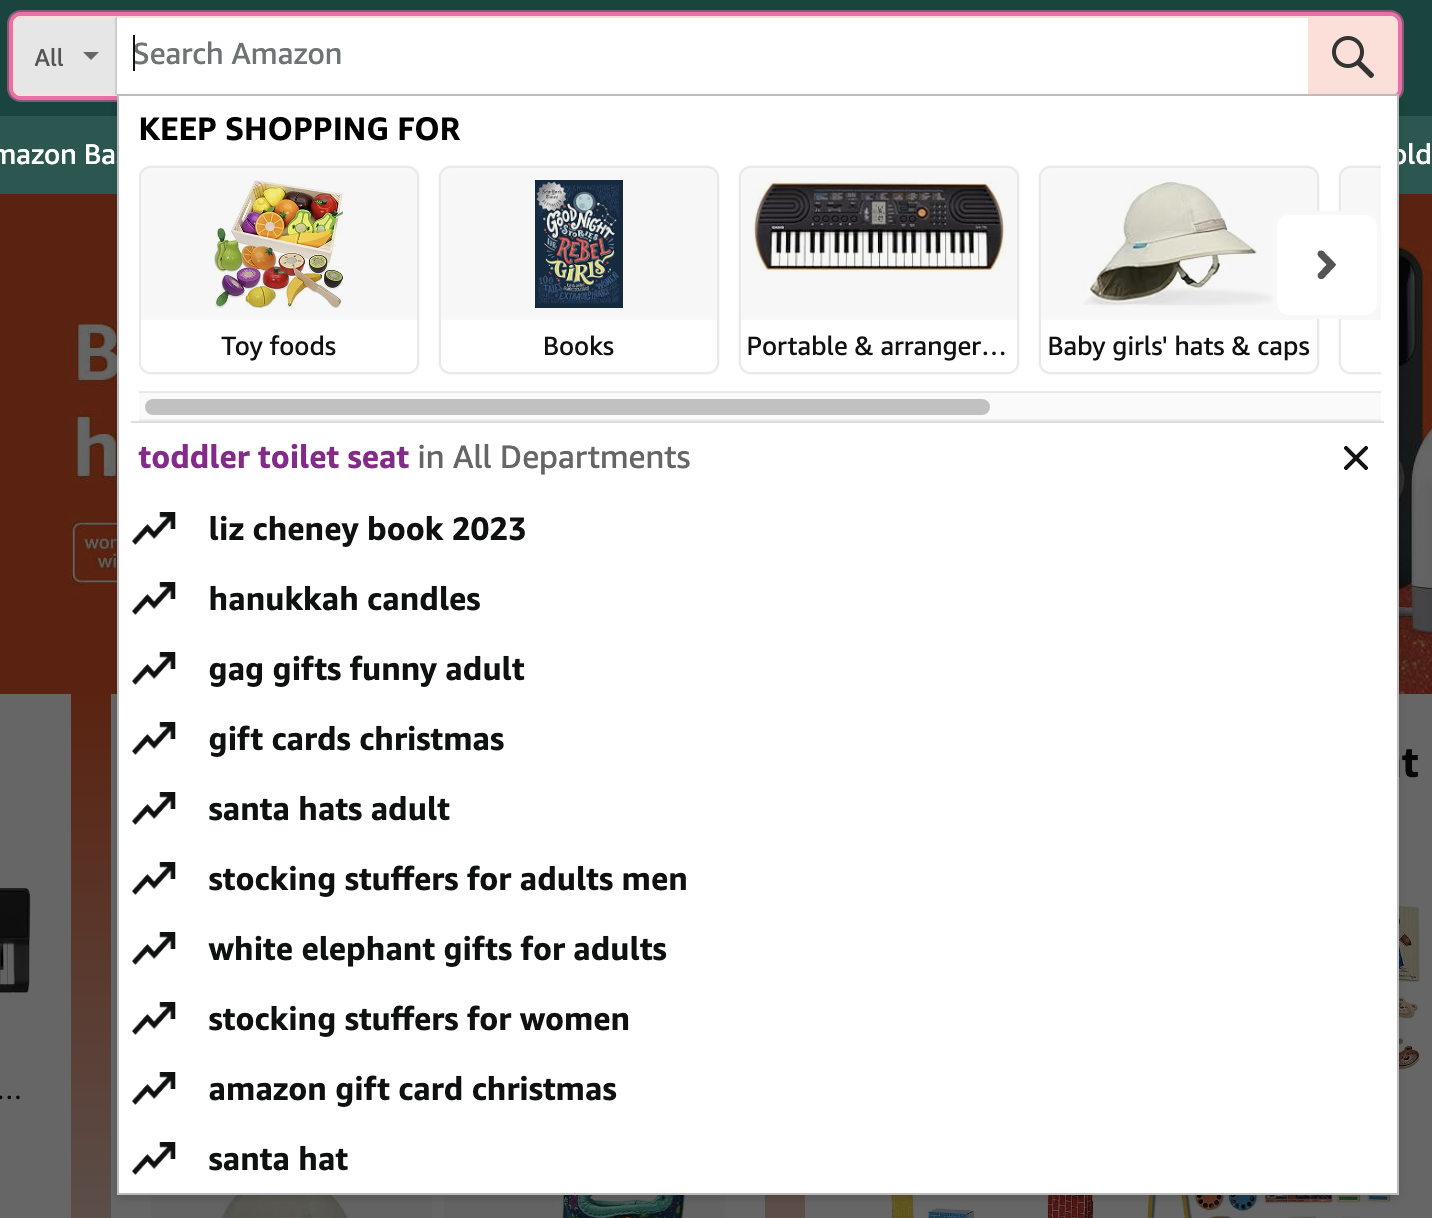 All
Search Amazon
mazon Ba
old
KEEP SHOPPING FOR
GOOD NIGHT
STORIES
FOR
REBEL
GIRLS
CASIO
Toy foods
Books
Portable & arranger…
Baby girls' hats & caps
B
h
toddler toilet seat in All Departments
liz cheney book 2023
wor
wi
hanukkah candles
gag gifts funny adult
gift cards christmas
t
santa hats adult
stocking stuffers for adults men
white elephant gifts for adults
stocking stuffers for women
amazon gift card christmas
...
santa hat